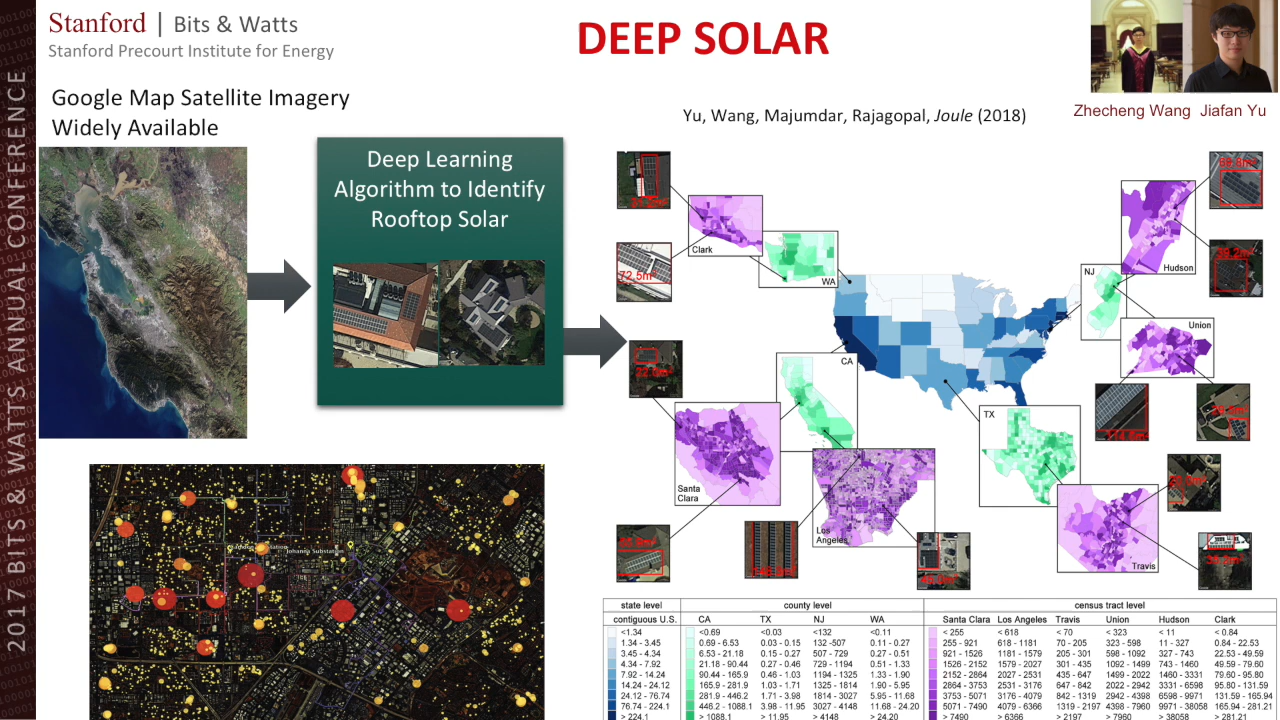 Stanford | Bits & Watts
Stanford Precourt Institute for Energy
DEEP SOLAR
2017 BITS & WATTS ANNUAL CONFERENCE
Google Map Satellite Imagery
Widely Available
Yu, Wang, Majumdar, Rajagopal, Joule (2018)
Zhecheng Wang Jiafan Yu
Deep Learning
Algorithm to Identify
Rooftop Solar
Clark
WA
72.5m²
NJ
Hudson
Union
CA
TX
Santa
Clara
Los
Angeles
Travis
Johanna Substation
state level county level census tract level
contiguous U.S. CA TX NJ WA Santa Clara Los Angeles Travis Union Hudson Clark
<1.34 <0.69 <0.03 <132 <0.11 < 255 < 618 < 70 < 323 < 11 < 0.84
1.34 - 3.45 0.69 - 6.53 0.03 - 0.15 132 -507 0.11 - 0.27 255 - 921 618 - 1181 70 - 205 323 - 598 11 - 327 0.84 - 22.53
3.45 - 4.34 6.53 - 21.18 0.15 - 0.27 507 - 729 0.27 - 0.51 921 - 1526 1181 - 1579 205 - 301 598 - 1092 327 - 743 22.53 - 49.59
4.34 - 7.92 21.18 - 90.44 0.27 - 0.46 729 - 1194 0.51 - 1.33 1526 - 2152 1579 - 2027 301 - 435 1092 - 1499 743 - 1460 49.59 - 79.60
7.92 - 14.24 90.44 - 165.9 0.46 - 1.03 1194 - 1325 1.33 - 1.90 2152 - 2864 2027 - 2531 435 - 647 1499 - 2022 1460 - 3331 79.60 - 95.80
14.24 - 24.12 165.9 - 281.9 1.03 - 1.71 1325 - 1814 1.90 - 5.95 2864 - 3753 2531 - 3176 647 - 842 2022 - 2942 3331 - 6598 95.80 - 131.59
24.12 - 76.74 281.9 - 446.2 1.71 - 3.98 1814 - 3027 5.95 - 11.68 3753 - 5071 3176 - 4079 842 - 1319 2942 - 4398 6598 - 9971 131.59 - 165.94
76.74 - 224.1 446.2 - 1088.1 3.98 - 11.95 3027 - 4148 11.68 - 24.20 5071 - 7490 4079 - 6366 1319 - 2197 4398 - 7960 9971 - 38058 165.94 - 281.21
> 224.1 > 1088.1 > 11.95 > 4148 > 24.20 > 7490 > 6366 > 2197 > 7960 > 38058 > 281.21